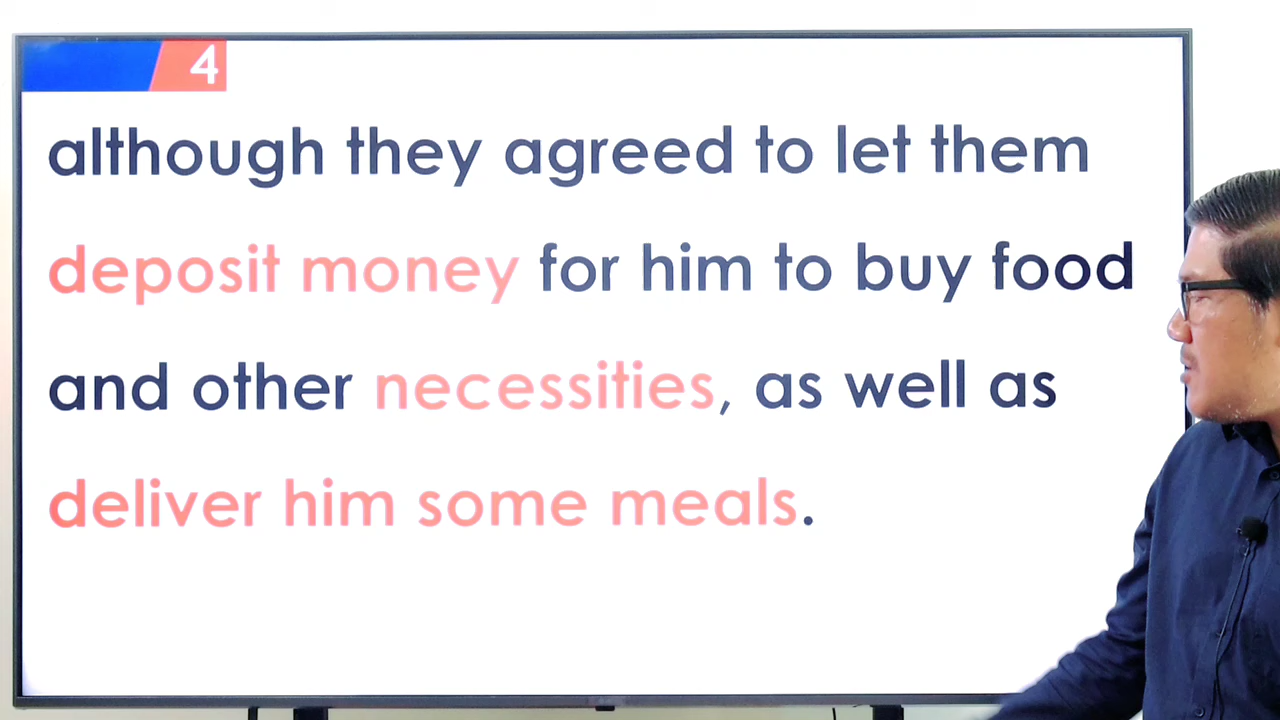 4
although they agreed to let them
deposit money for him to buy food
and other necessities, as well as
deliver him some meals.